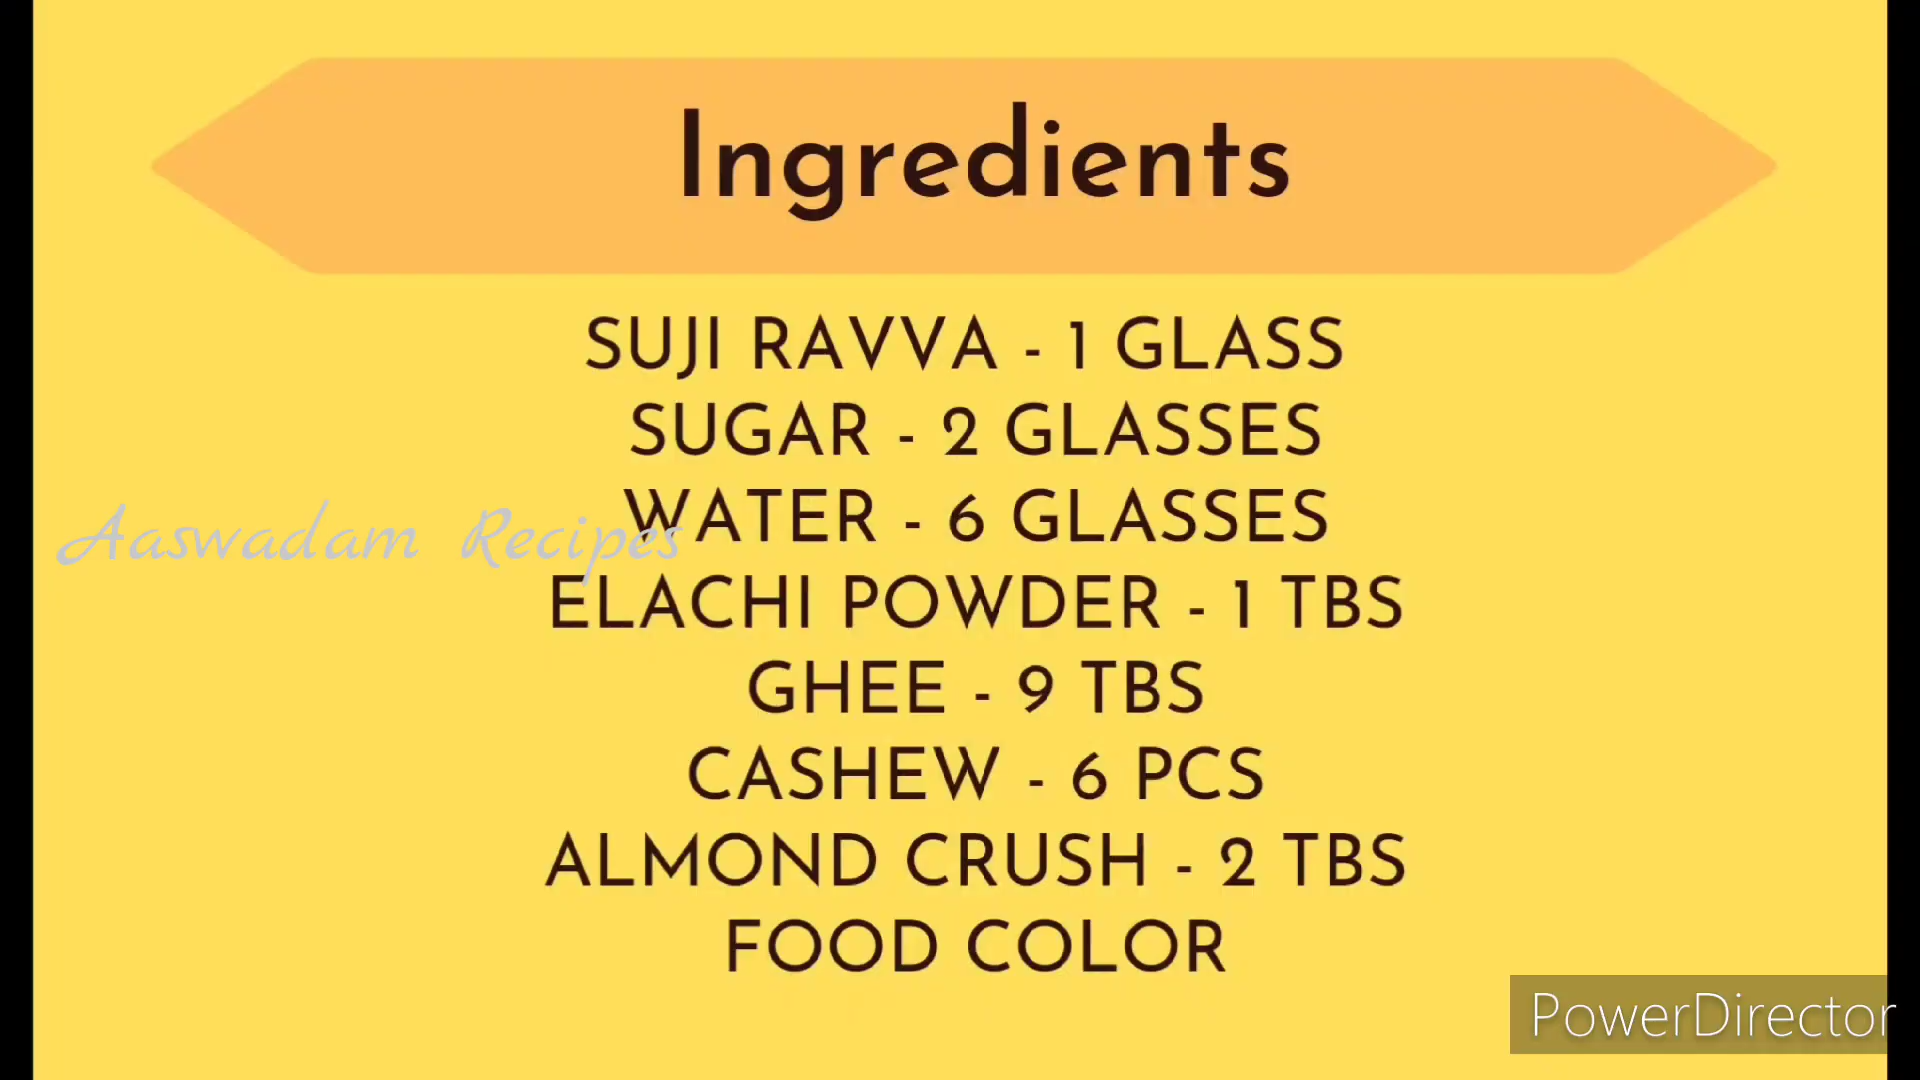 Ingredients
SUJI RAVVA - 1 GLASS
SUGAR - 2 GLASSES
WATER - 6 GLASSES
Aaswadam Recipes
ELACHI POWDER - 1 TBS
GHEE - 9 TBS
CASHEW - 6 PCS
ALMOND CRUSH - 2 TBS
FOOD COLOR
PowerDirector